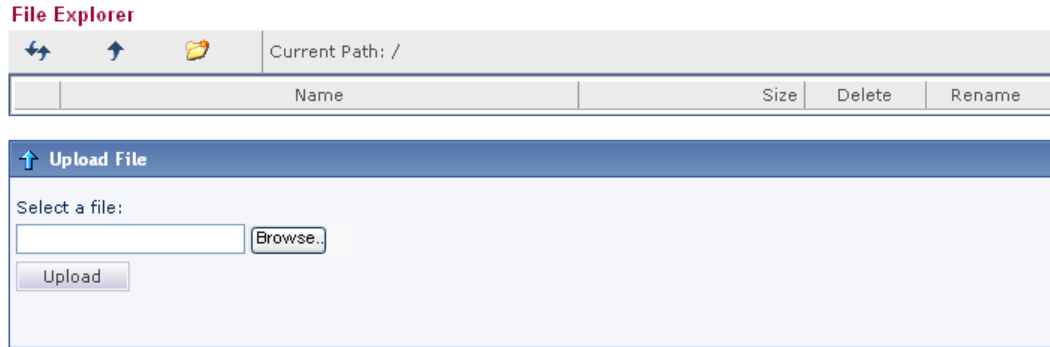 File Explorer
Current Path: /
Name Size Delete Rename
Upload File
Select a file:
Browse..
Upload